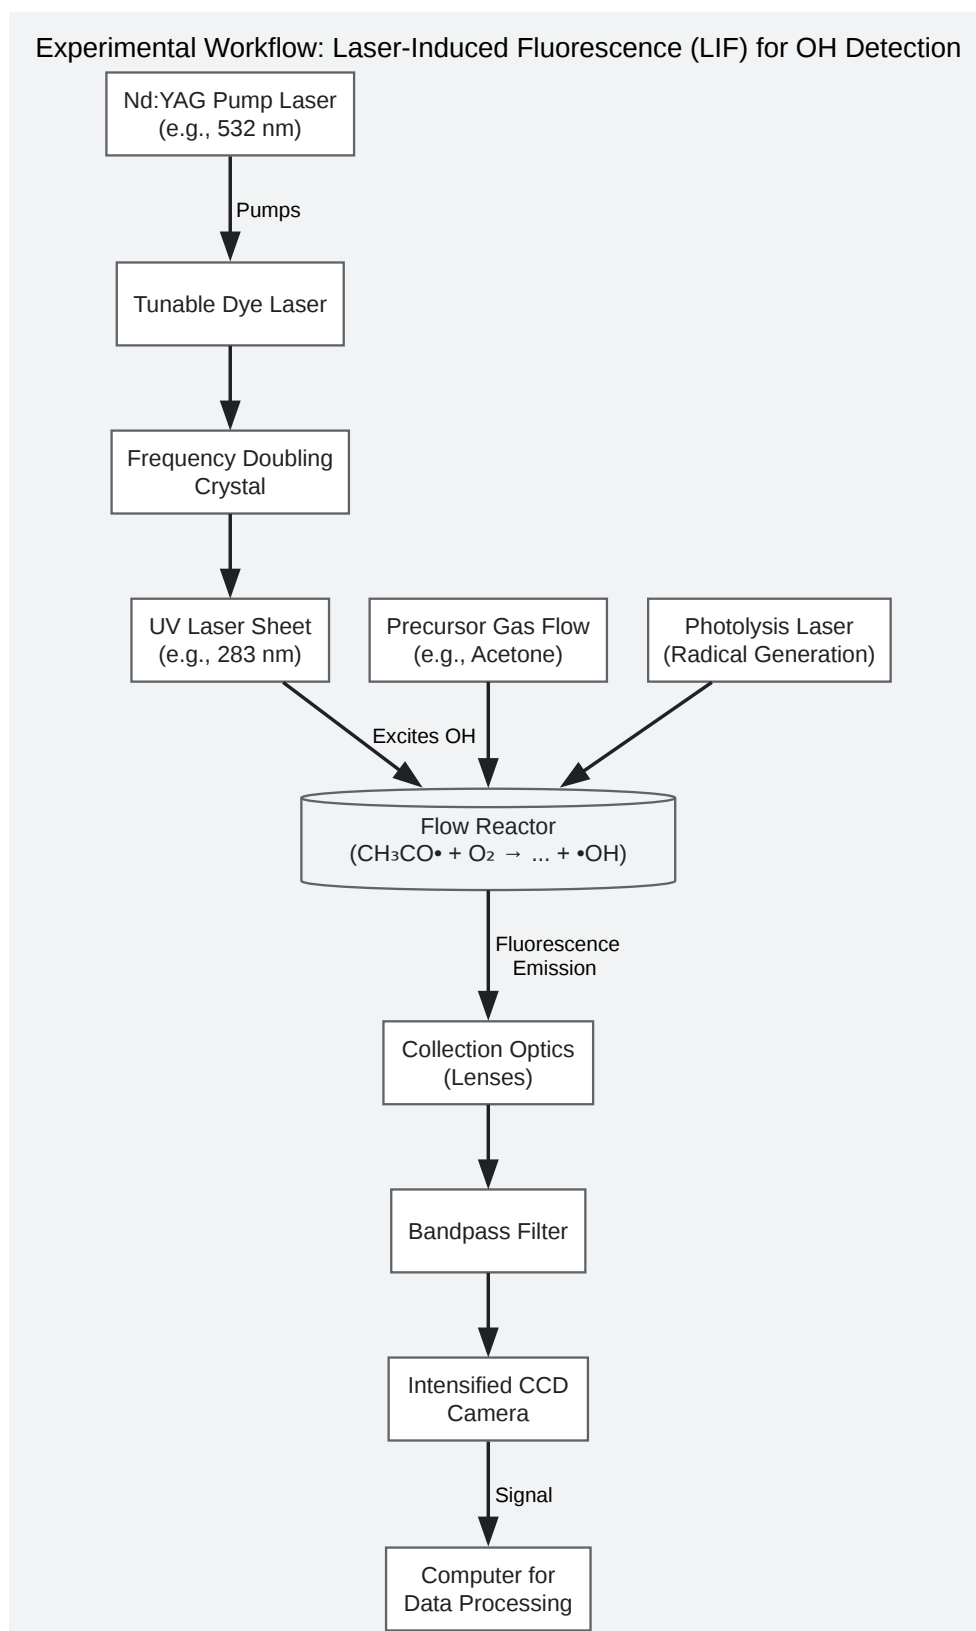 Experimental Workflow: Laser-Induced Fluorescence (LIF) for OH Detection
Nd:YAG Pump Laser
(e.g., 532 nm)
Pumps
Tunable Dye Laser
Frequency Doubling
Crystal
UV Laser Sheet
(e.g., 283 nm)
Precursor Gas Flow
(e.g., Acetone)
Photolysis Laser
(Radical Generation)
Excites OH
Flow Reactor
(CH₃CO• + O₂ → ... + •OH)
Fluorescence
Emission
Collection Optics
(Lenses)
Bandpass Filter
Intensified CCD
Camera
Signal
Computer for
Data Processing